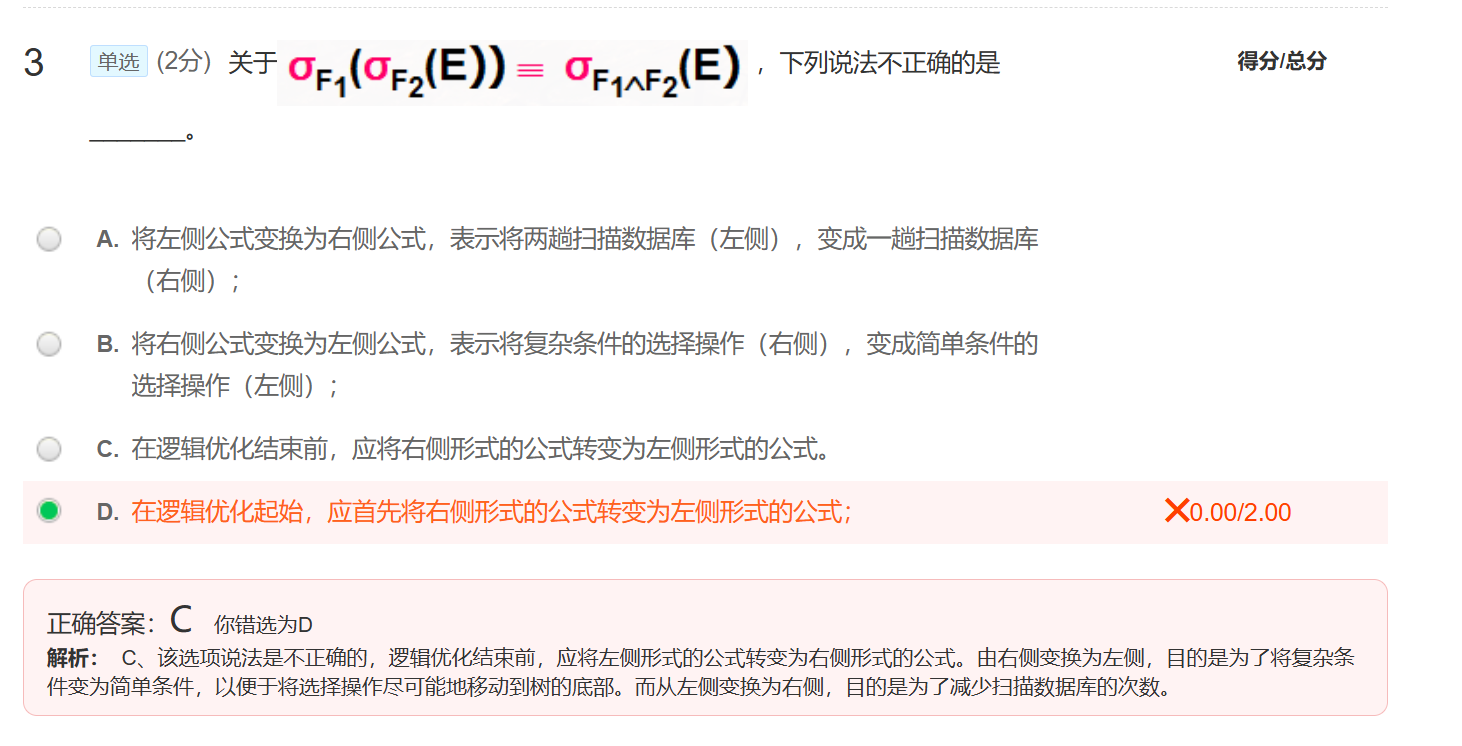 3 单选 (2分) 关于 σF₁(σF₂(E)) ≡ σF₁∧F₂(E) ，下列说法不正确的是 得分/总分
_______。
A. 将左侧公式变换为右侧公式，表示将两趟扫描数据库（左侧），变成一趟扫描数据库
（右侧）；
B. 将右侧公式变换为左侧公式，表示将复杂条件的选择操作（右侧），变成简单条件的
选择操作（左侧）；
C. 在逻辑优化结束前，应将右侧形式的公式转变为左侧形式的公式。
D. 在逻辑优化起始，应首先将右侧形式的公式转变为左侧形式的公式； ✕0.00/2.00
正确答案：C 你错选为D
解析： C、该选项说法是不正确的，逻辑优化结束前，应将左侧形式的公式转变为右侧形式的公式。由右侧变换为左侧，目的是为了将复杂条
件变为简单条件，以便于将选择操作尽可能地移动到树的底部。而从左侧变换为右侧，目的是为了减少扫描数据库的次数。